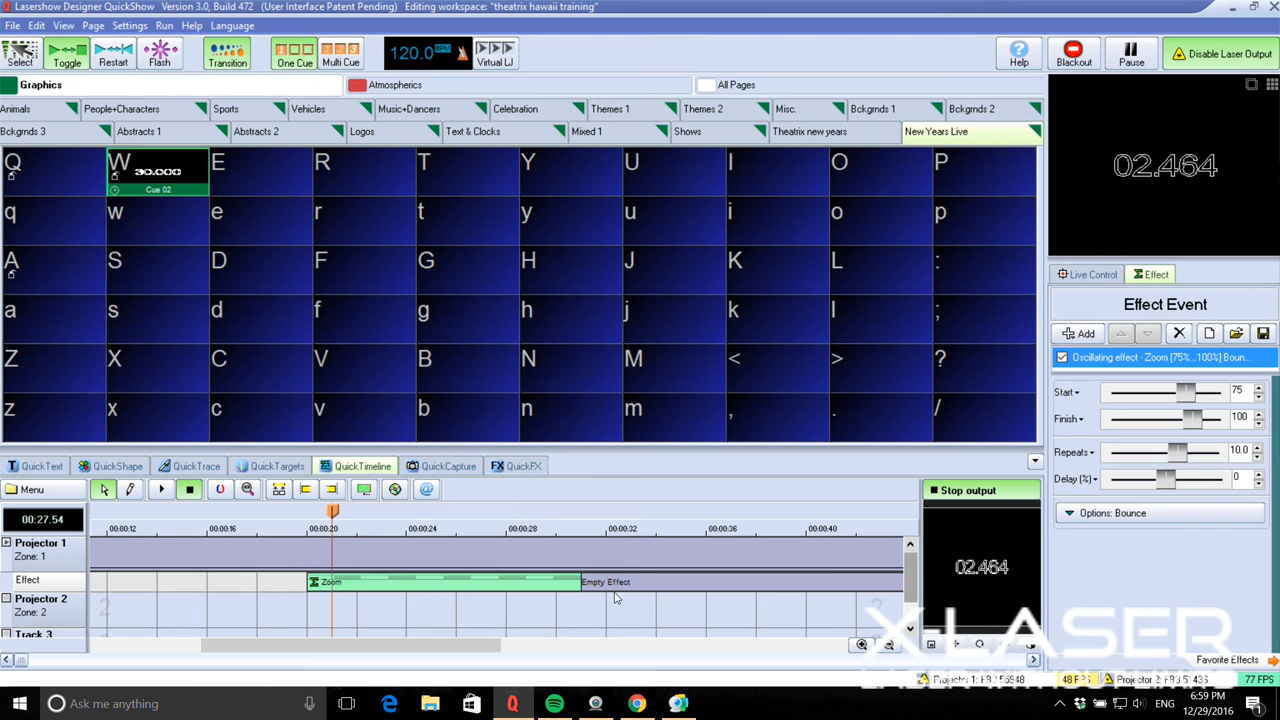 Lasershow Designer QuickShow Version 3.0, Build 472 (User Interface Patent Pending) Editing workspace: "theatrix hawaii training"
File Edit View Page Settings Run Help Language
Select Toggle Restart Flash Transition One Cue Multi Cue 120.0 BPM Virtual LJ Help Blackout Pause Disable Laser Output
Graphics Atmospherics All Pages
Animals People+Characters Sports Vehicles Music+Dancers Celebration Themes 1 Themes 2 Misc. Bckgrnds 1 Bckgrnds 2
Bckgrnds 3 Abstracts 1 Abstracts 2 Logos Text & Clocks Mixed 1 Shows Theatrix new years New Years Live
Q W E R T Y U I O P
30.000
Cue 02
q w e r t y u i o p
A S D F G H J K L :
a s d f g h j k l ;
Z X C V B N M < > ?
z x c v b n m , . /
02.464
Live Control Effect
Effect Event
Add
Oscillating effect - Zoom [75%...100%] Boun...
Start 75
Finish 100
Repeats 10.0
Delay (%) 0
Options: Bounce
QuickText QuickShape QuickTrace QuickTargets QuickTimeline QuickCapture QuickFX
Menu
Stop output
00:27.54
00:00:12 00:00:16 00:00:20 00:00:24 00:00:28 00:00:32 00:00:36 00:00:40
Projector 1
Zone: 1
Effect Zoom Empty Effect
Projector 2
Zone: 2
2 2
Track 3
02.464
X-LASER
Favorite Effects
48 FPS
77 FPS
Ask me anything
ENG
6:59 PM
12/29/2016